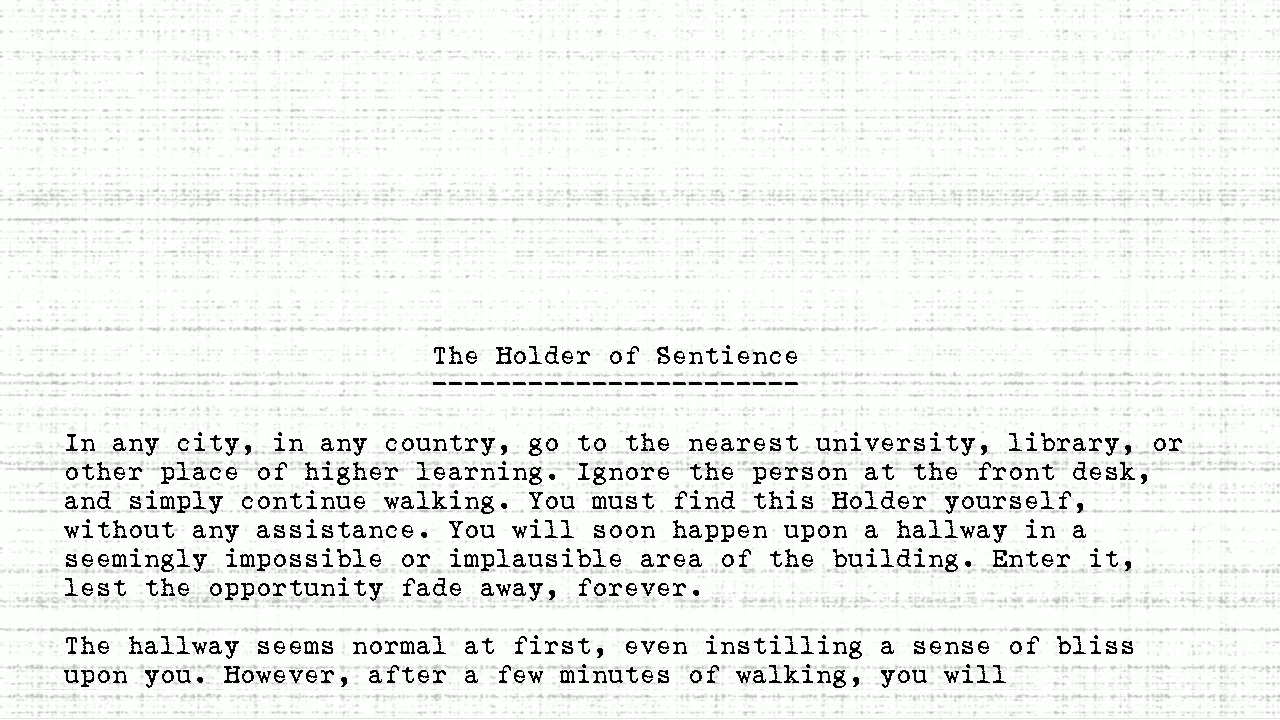 The Holder of Sentience
-----------------------
In any city, in any country, go to the nearest university, library, or
other place of higher learning. Ignore the person at the front desk,
and simply continue walking. You must find this Holder yourself,
without any assistance. You will soon happen upon a hallway in a
seemingly impossible or implausible area of the building. Enter it,
lest the opportunity fade away, forever.
The hallway seems normal at first, even instilling a sense of bliss
upon you. However, after a few minutes of walking, you will